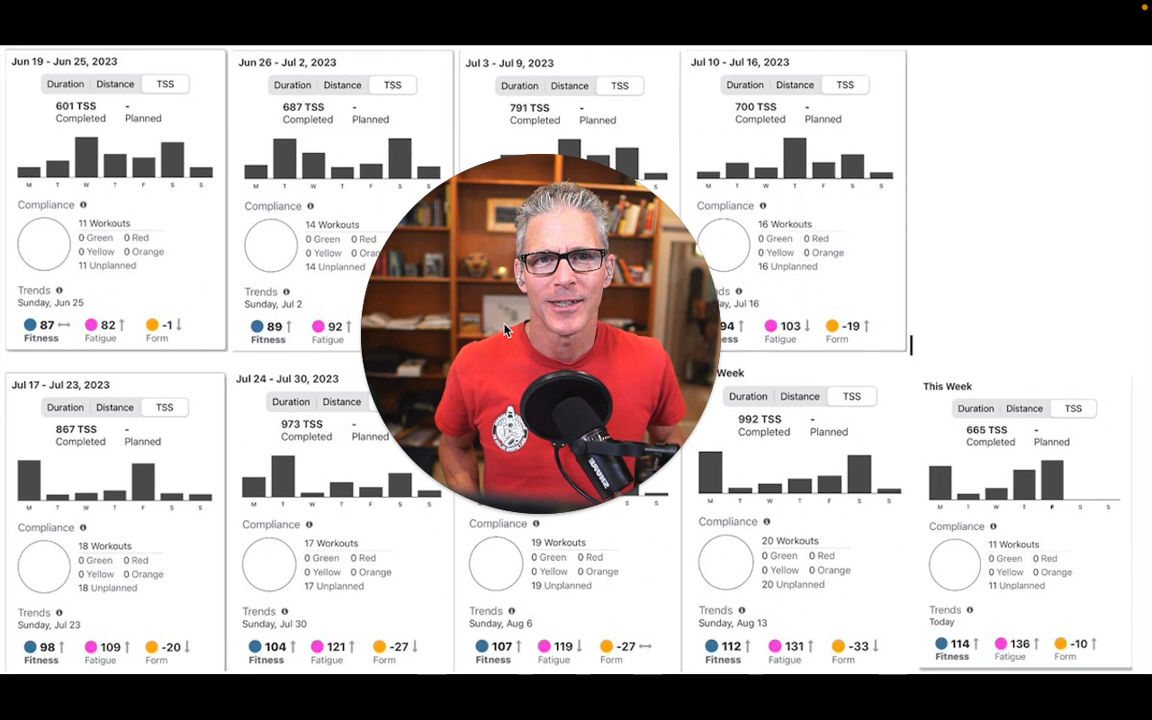 Jun 19 - Jun 25, 2023
Duration Distance TSS
601 TSS -
Completed Planned
M T W T F S S
Compliance
11 Workouts
0 Green 0 Red
0 Yellow 0 Orange
11 Unplanned
Trends
Sunday, Jun 25
87 ↔ 82 ↑ -1 ↓
Fitness Fatigue Form
Jun 26 - Jul 2, 2023
Duration Distance TSS
687 TSS -
Completed Planned
M T W T F S S
Compliance
14 Workouts
0 Green 0 Red
0 Yellow 0 Oran
14 Unplanned
Trends
Sunday, Jul 2
89 ↑ 92 ↑
Fitness Fatigue
Jul 3 - Jul 9, 2023
Duration Distance TSS
791 TSS -
Completed Planned
S
Jul 10 - Jul 16, 2023
Duration Distance TSS
700 TSS -
Completed Planned
M T W T F S S
Compliance
16 Workouts
0 Green 0 Red
0 Yellow 0 Orange
16 Unplanned
ay, Jul 16
94 ↑ 103 ↓ -19 ↑
ness Fatigue Form
Jul 17 - Jul 23, 2023
Duration Distance TSS
867 TSS -
Completed Planned
M T W T F S S
Compliance
18 Workouts
0 Green 0 Red
0 Yellow 0 Orange
18 Unplanned
Trends
Sunday, Jul 23
98 ↑ 109 ↑ -20 ↓
Fitness Fatigue Form
Jul 24 - Jul 30, 2023
Duration Distance
973 TSS -
Completed Planned
M T W T F S S
Compliance
17 Workouts
0 Green 0 Red
0 Yellow 0 Orange
17 Unplanned
Trends
Sunday, Jul 30
104 ↑ 121 ↑ -27 ↓
Fitness Fatigue Form
S S
Compliance
19 Workouts
0 Green 0 Red
0 Yellow 0 Orange
19 Unplanned
Trends
Sunday, Aug 6
107 ↑ 119 ↓ -27 ↔
Fitness Fatigue Form
Week
Duration Distance TSS
992 TSS -
Completed Planned
M T W T F S S
Compliance
20 Workouts
0 Green 0 Red
0 Yellow 0 Orange
20 Unplanned
Trends
Sunday, Aug 13
112 ↑ 131 ↑ -33 ↓
Fitness Fatigue Form
This Week
Duration Distance TSS
665 TSS -
Completed Planned
M T W T F S S
Compliance
11 Workouts
0 Green 0 Red
0 Yellow 0 Orange
11 Unplanned
Trends
Today
114 ↑ 136 ↑ -10 ↑
Fitness Fatigue Form
SHURE